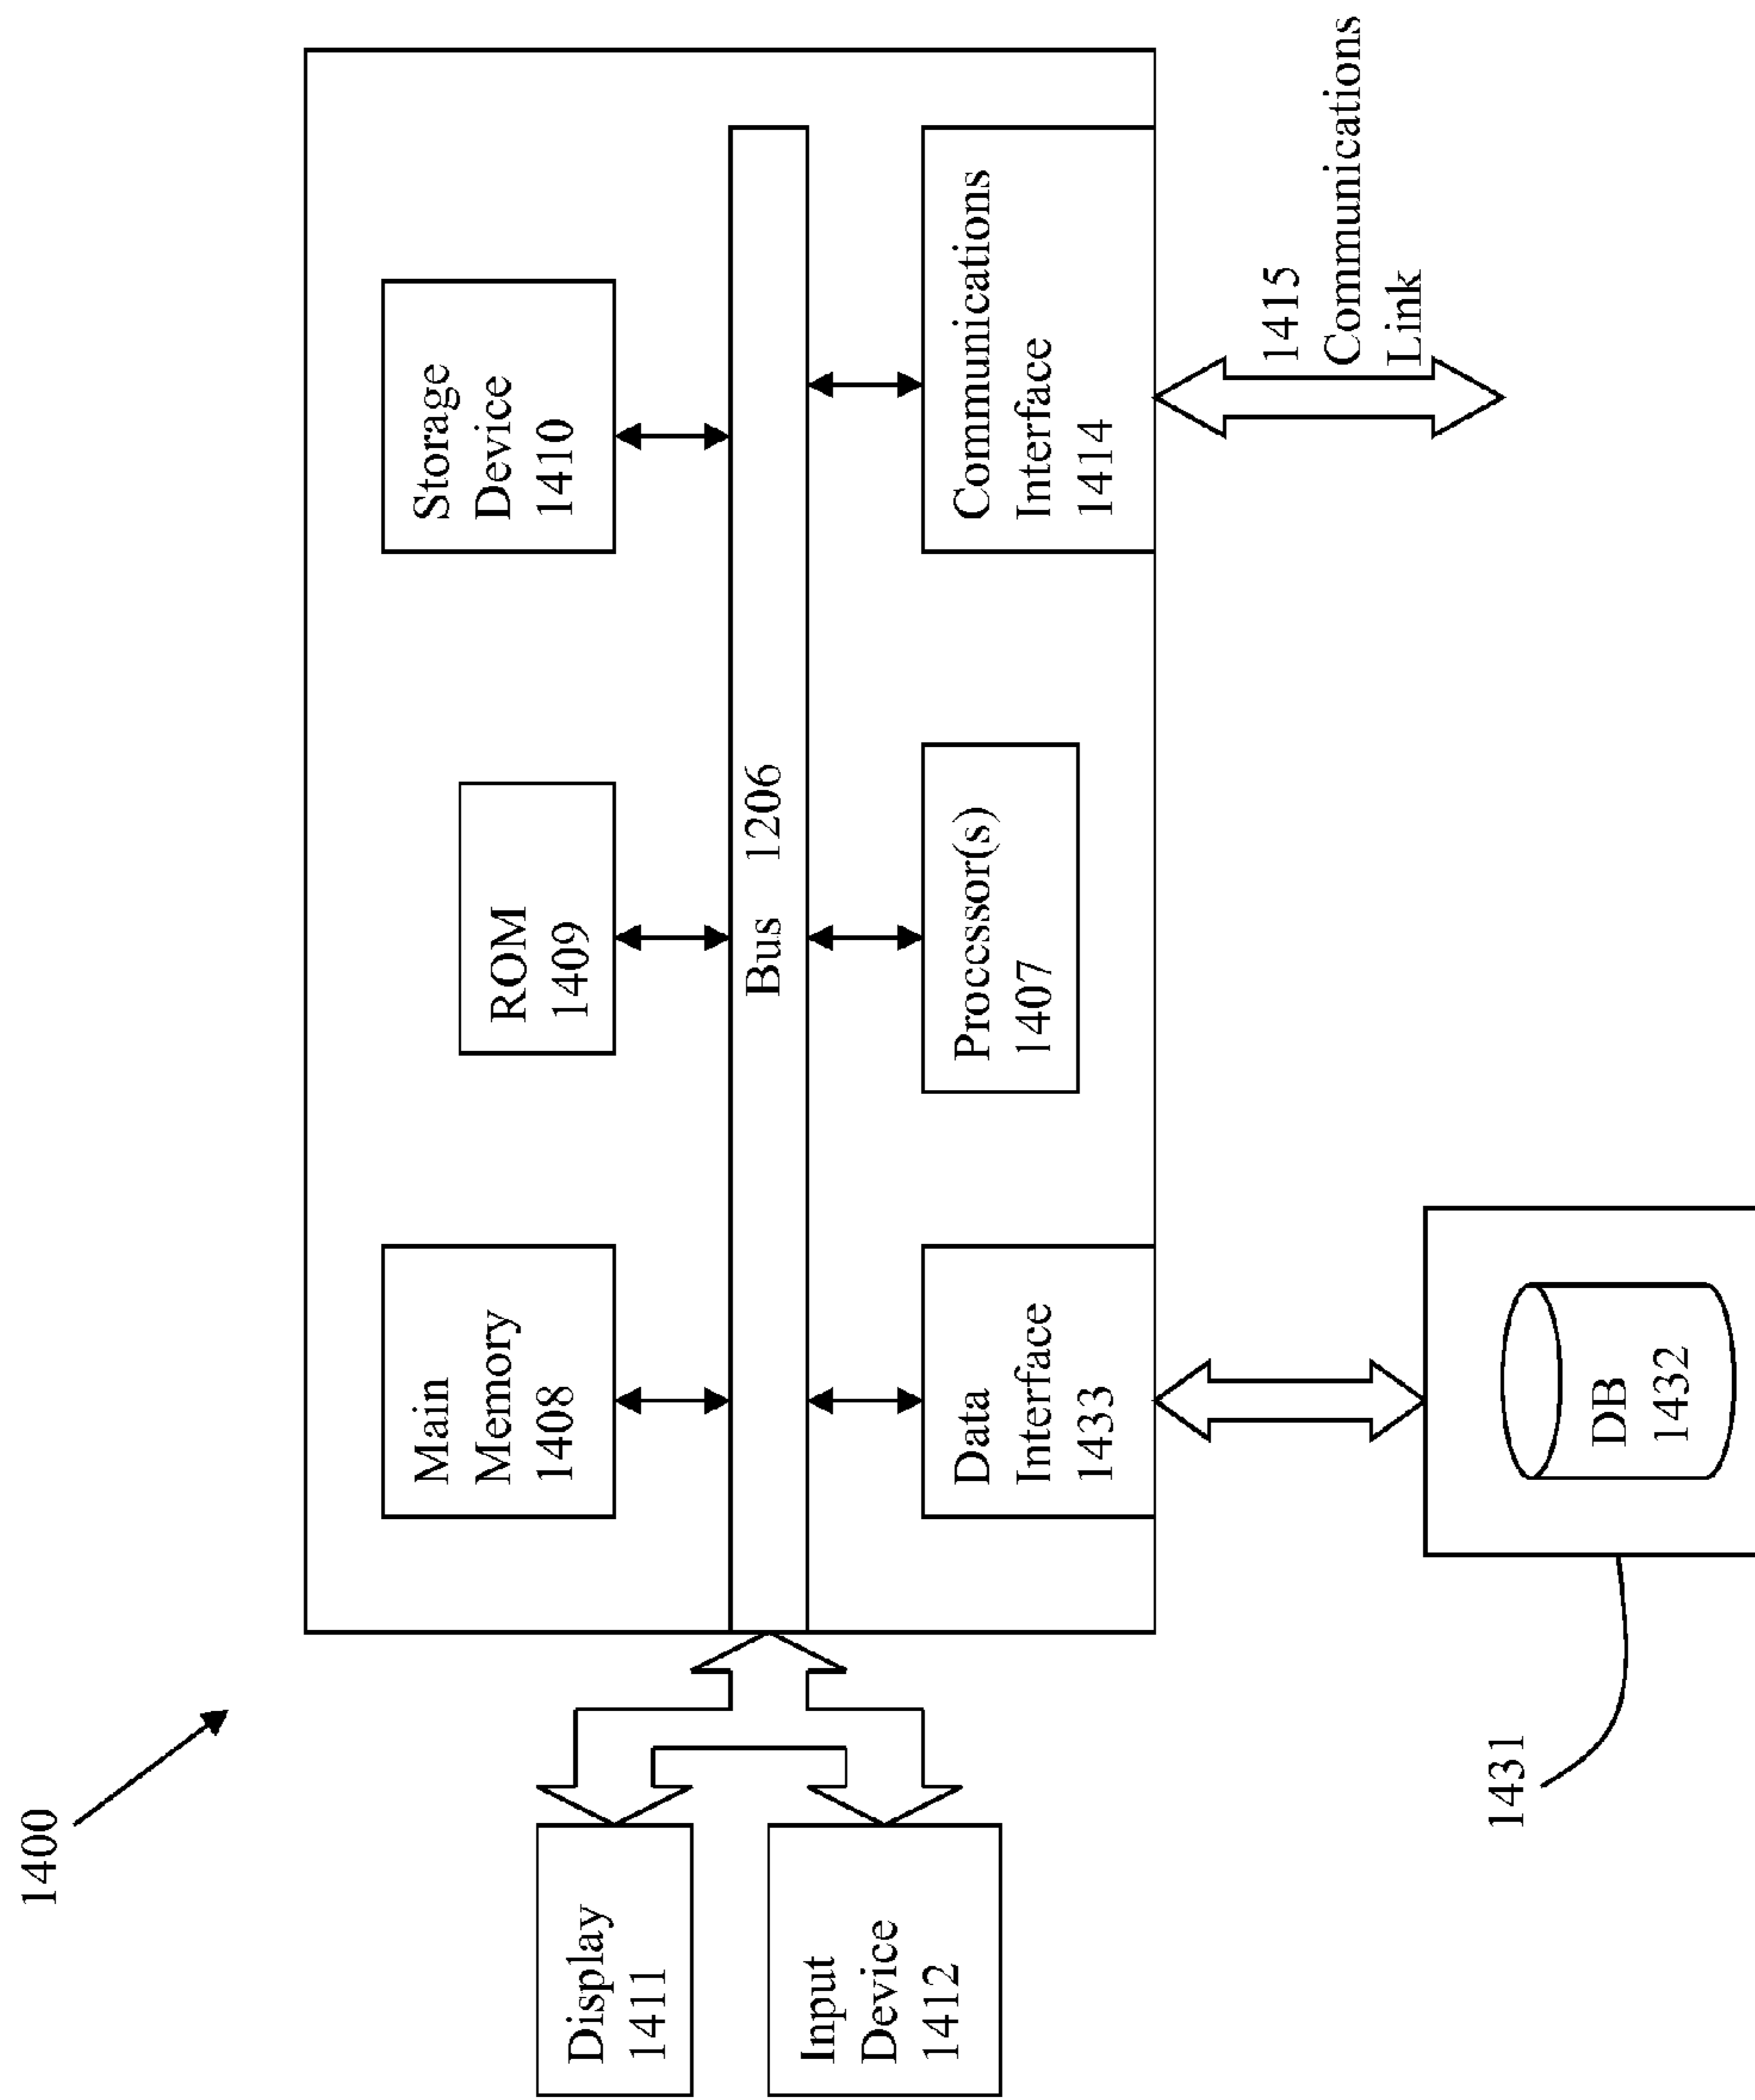 1400
Main
Memory
1408
ROM
1409
Storage
Device
1410
Display
1411
Input
Device
1412
Bus 1206
Data
Interface
1433
Processor(s)
1407
Communications
Interface
1414
1415
Communications
Link
1431
DB
1432